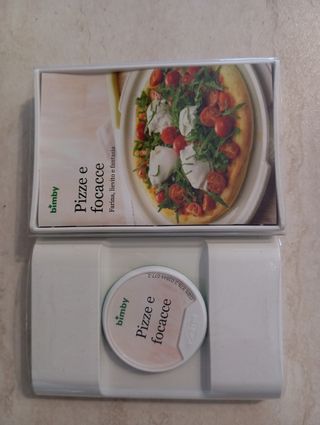 bimby
Pizze e
focacce
Farina, lievito e fantasia
bimby
Pizze e
focacce